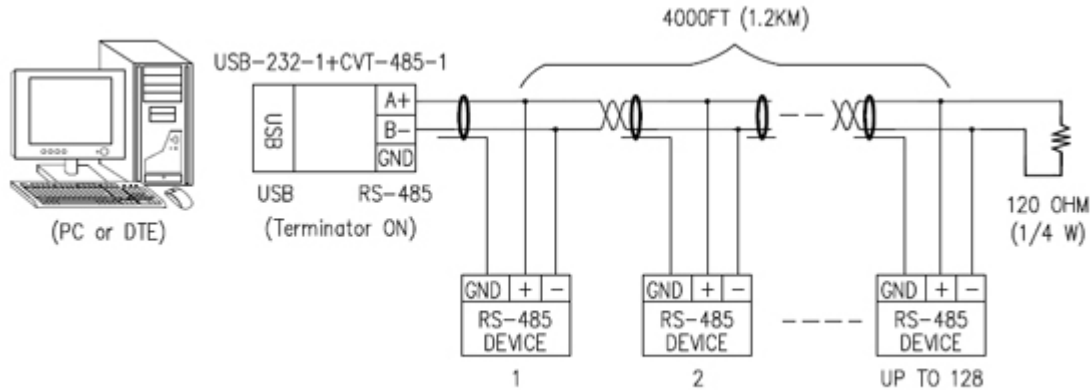 4000FT (1.2KM)
USB-232-1+CVT-485-1
USB
A+
B-
GND
USB
RS-485
(Terminator ON)
(PC or DTE)
120 OHM
(1/4 W)
GND + -
RS-485
DEVICE
1
GND + -
RS-485
DEVICE
2
GND + -
RS-485
DEVICE
UP TO 128